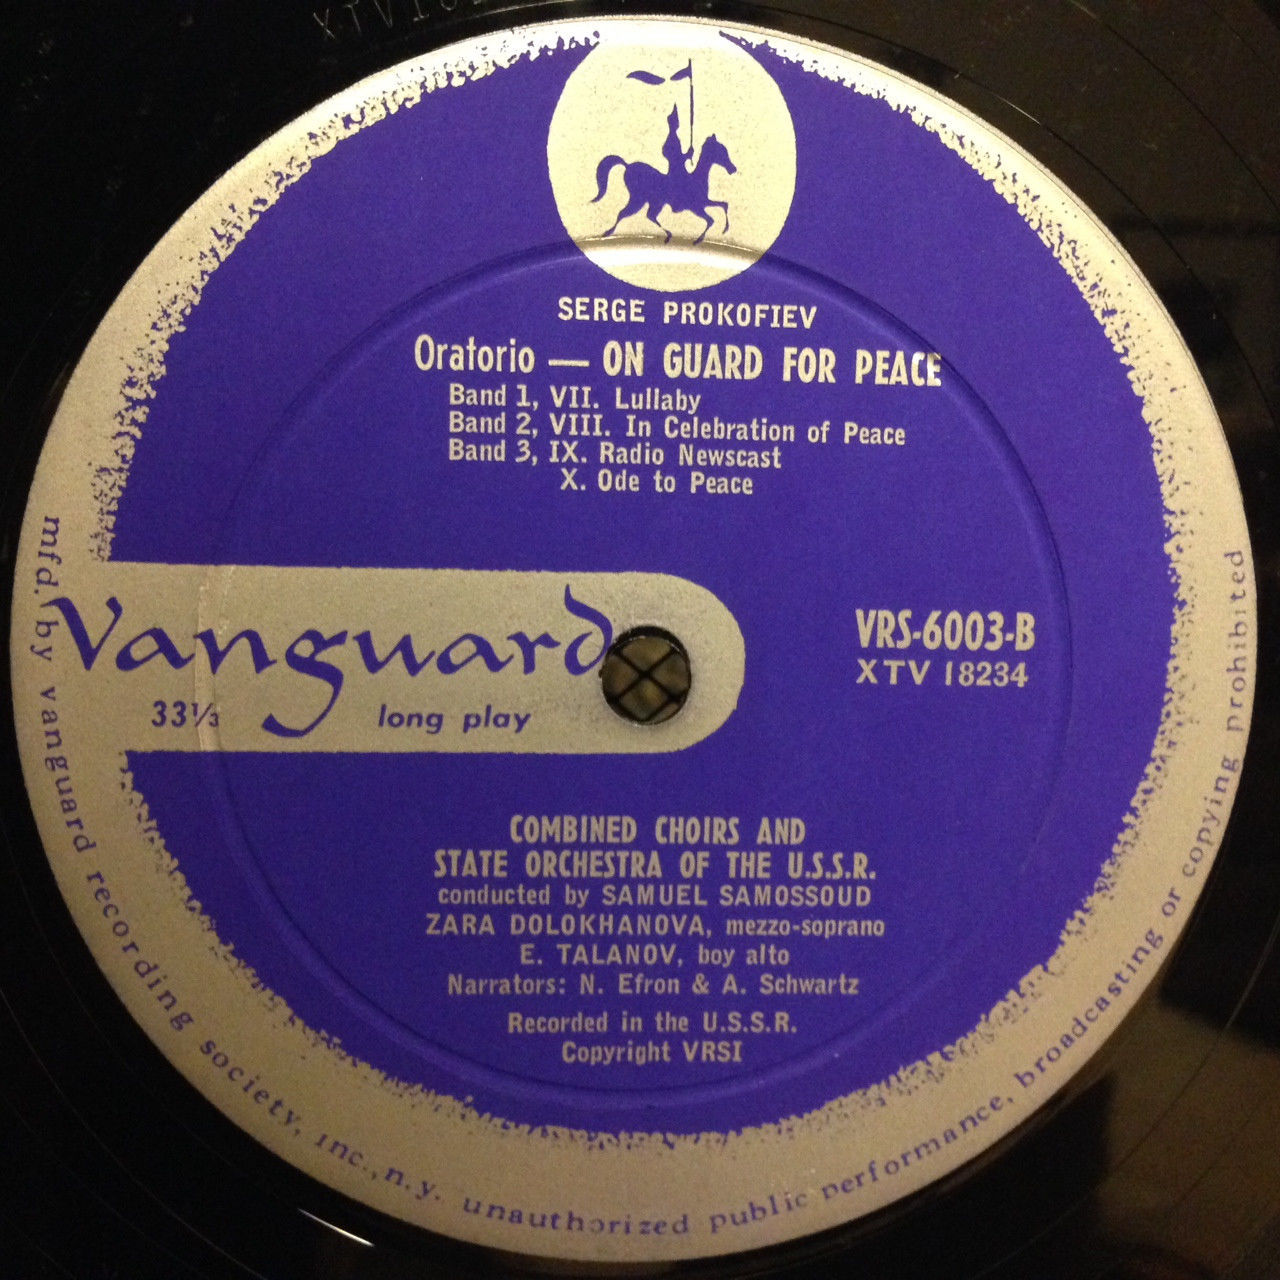 SERGE PROKOFIEV
Oratorio — ON GUARD FOR PEACE
Band 1, VII. Lullaby
Band 2, VIII. In Celebration of Peace
Band 3, IX. Radio Newscast
X. Ode to Peace
Vanguard
33⅓ long play
VRS-6003-B
XTV 18234
COMBINED CHOIRS AND
STATE ORCHESTRA OF THE U.S.S.R.
conducted by SAMUEL SAMOSSOUD
ZARA DOLOKHANOVA, mezzo-soprano
E. TALANOV, boy alto
Narrators: N. Efron & A. Schwartz
Recorded in the U.S.S.R.
Copyright VRSI
mfd. by vanguard recording society, inc., n.y. unauthorized public performance, broadcasting or copying prohibited